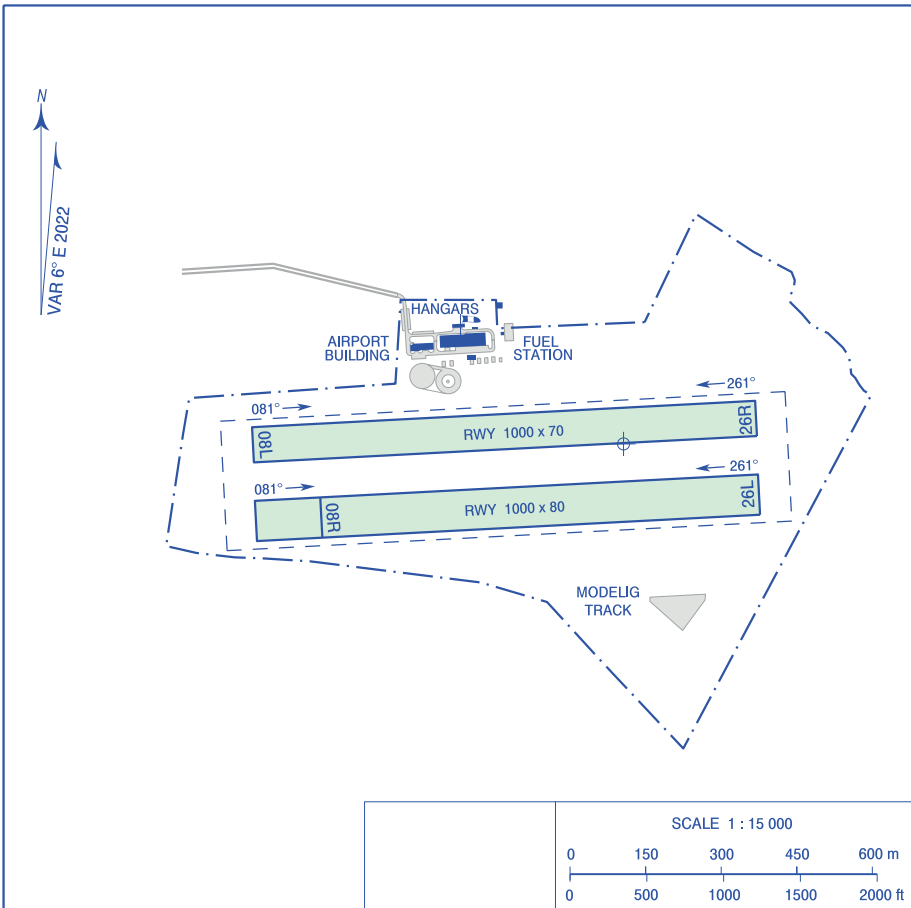 N
VAR 6° E 2022
HANGARS
AIRPORT
BUILDING
FUEL
STATION
081°
261°
08L
RWY 1000 x 70
26R
081°
261°
08R
RWY 1000 x 80
26L
MODELIG
TRACK
SCALE 1 : 15 000
0 150 300 450 600 m
0 500 1000 1500 2000 ft